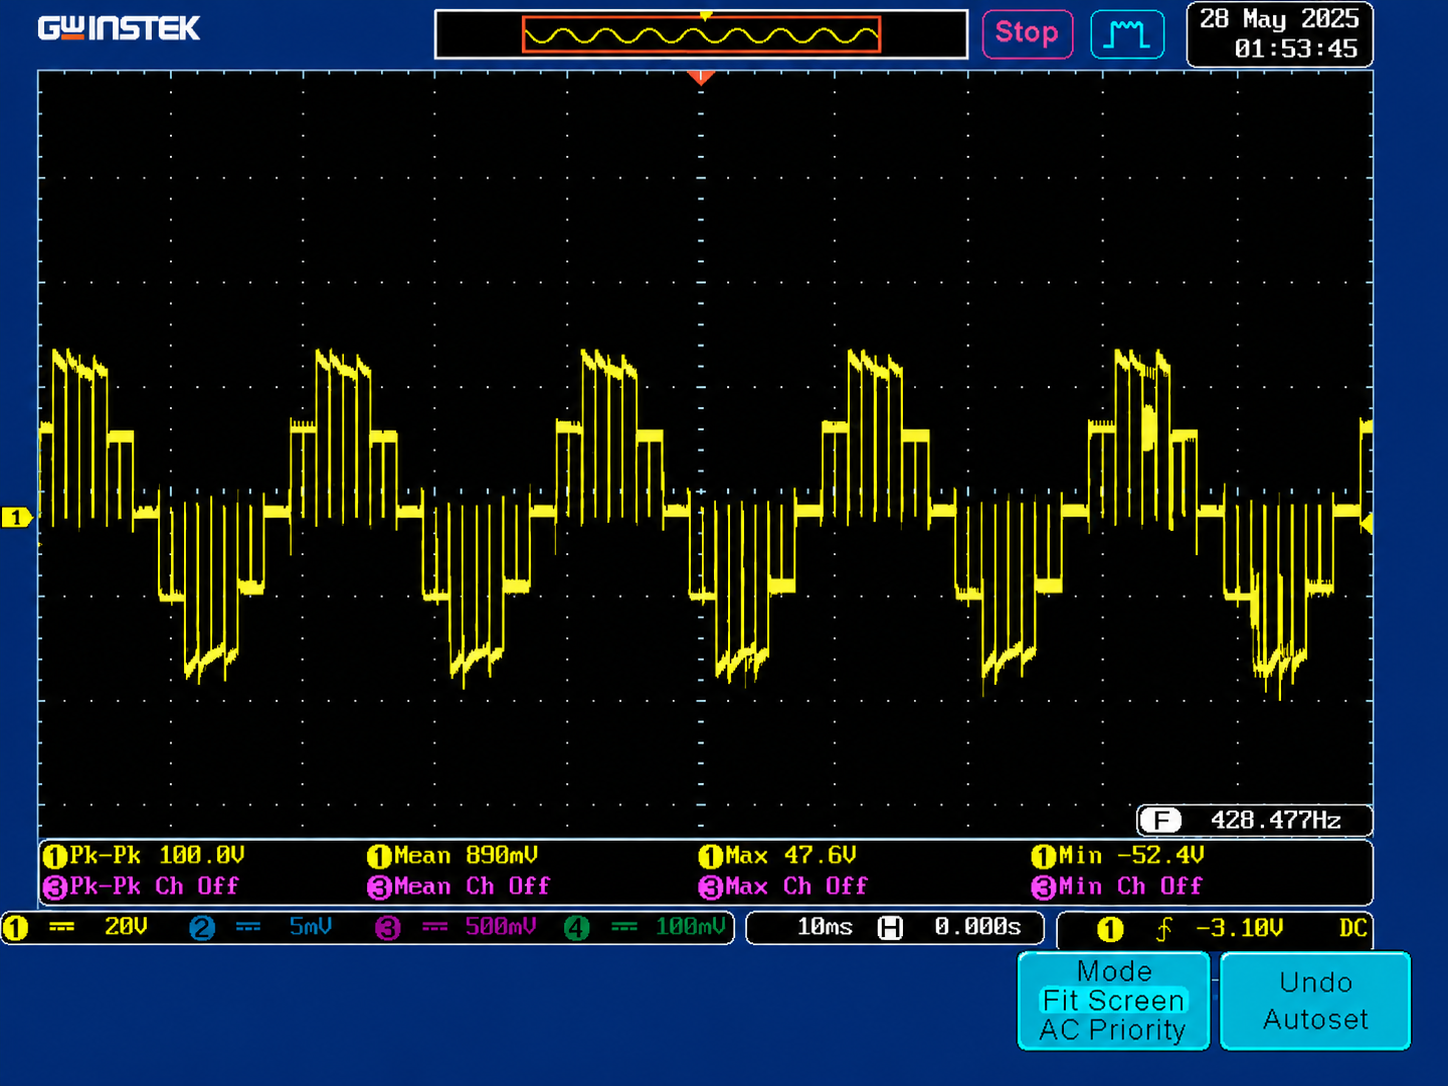 GWINSTEK
Stop
28 May 2025
01:53:45
1
F 428.477Hz
1 Pk-Pk 100.0V 1 Mean 890mV 1 Max 47.6V 1 Min -52.4V
3 Pk-Pk Ch Off 3 Mean Ch Off 3 Max Ch Off 3 Min Ch Off
1 20V 2 5mV 3 500mV 4 100mV 10ms H 0.000s 1 -3.10V DC
Mode
Fit Screen
AC Priority
Undo
Autoset